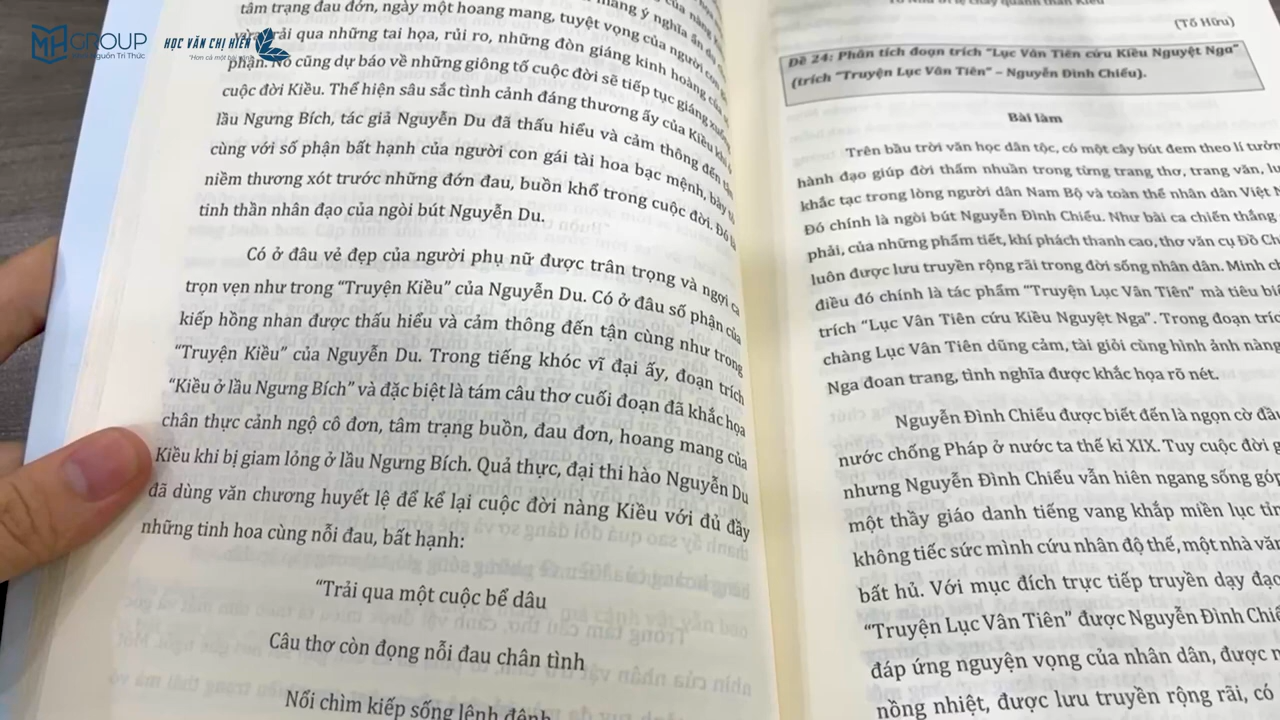 MH GROUP
HỌC VĂN CHỊ HIÊN
"Hơn cả một bài văn"
tâm trạng đau đớn, ngày một hoang mang, tuyệt vọng của người con
trải qua những tai họa, rủi ro, những đòn giáng kinh hoàng của
phận. Nó cũng dự báo về những giông tố cuộc đời sẽ tiếp tục giáng xuống
cuộc đời Kiều. Thể hiện sâu sắc tình cảnh đáng thương ấy của Kiều khi ở
lầu Ngưng Bích, tác giả Nguyễn Du đã thấu hiểu và cảm thông đến
cùng với số phận bất hạnh của người con gái tài hoa bạc mệnh, bày tỏ
niềm thương xót trước những đớn đau, buồn khổ trong cuộc đời. Đó là
tinh thần nhân đạo của ngòi bút Nguyễn Du.
Có ở đâu vẻ đẹp của người phụ nữ được trân trọng và ngợi ca
trọn vẹn như trong “Truyện Kiều” của Nguyễn Du. Có ở đâu số phận của
kiếp hồng nhan được thấu hiểu và cảm thông đến tận cùng như trong
“Truyện Kiều” của Nguyễn Du. Trong tiếng khóc vĩ đại ấy, đoạn trích
“Kiều ở lầu Ngưng Bích” và đặc biệt là tám câu thơ cuối đoạn đã khắc họa
chân thực cảnh ngộ cô đơn, tâm trạng buồn, đau đơn, hoang mang của
Kiều khi bị giam lỏng ở lầu Ngưng Bích. Quả thực, đại thi hào Nguyễn Du
đã dùng văn chương huyết lệ để kể lại cuộc đời nàng Kiều với đủ đầy
những tinh hoa cùng nỗi đau, bất hạnh:
“Trải qua một cuộc bể dâu
Câu thơ còn đọng nỗi đau chân tình
Nổi chìm kiếp sống lênh đênh
(Tố Hữu)
Đề 24: Phân tích đoạn trích “Lục Vân Tiên cứu Kiều Nguyệt Nga”
(trích “Truyện Lục Vân Tiên” – Nguyễn Đình Chiểu).
Bài làm
Trên bầu trời văn học dân tộc, có một cây bút đem theo lí tưởng
hành đạo giúp đời thấm nhuần trong từng trang thơ, trang văn,
khắc tạc trong lòng người dân Nam Bộ và toàn thể nhân dân Việt
Đó chính là ngòi bút Nguyễn Đình Chiểu. Như bài ca chiến thắng,
phải, của những phẩm tiết, khí phách thanh cao, thơ văn cụ Đồ
luôn được lưu truyền rộng rãi trong đời sống nhân dân. Minh
điều đó chính là tác phẩm “Truyện Lục Vân Tiên” mà tiêu
trích “Lục Vân Tiên cứu Kiều Nguyệt Nga”. Trong đoạn
chàng Lục Vân Tiên dũng cảm, tài giỏi cùng hình ảnh nàng
Nga đoan trang, tình nghĩa được khắc họa rõ nét.
Nguyễn Đình Chiểu được biết đến là ngọn cờ
nước chống Pháp ở nước ta thế kỉ XIX. Tuy cuộc đời
nhưng Nguyễn Đình Chiểu vẫn hiên ngang sống góp
một thầy giáo danh tiếng vang khắp miền lục
không tiếc sức mình cứu nhân độ thế, một nhà văn
bất hủ. Với mục đích trực tiếp truyền dạy đạo
“Truyện Lục Vân Tiên” được Nguyễn Đình
đáp ứng nguyện vọng của nhân dân, được
nồng nhiệt, được lưu truyền rộng rãi, có